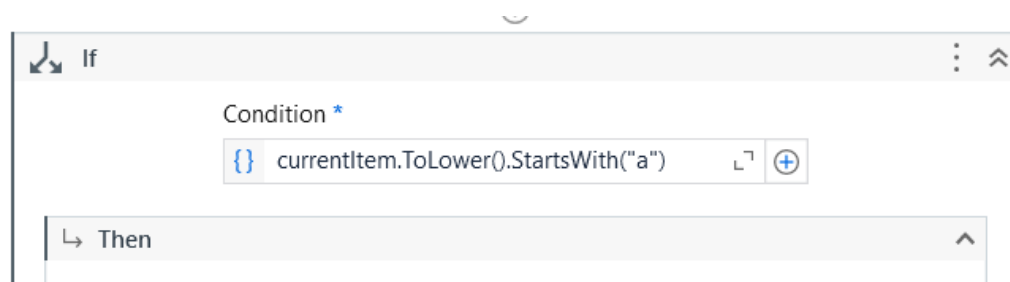 If
Condition *
{} currentItem.ToLower().StartsWith("a")
Then